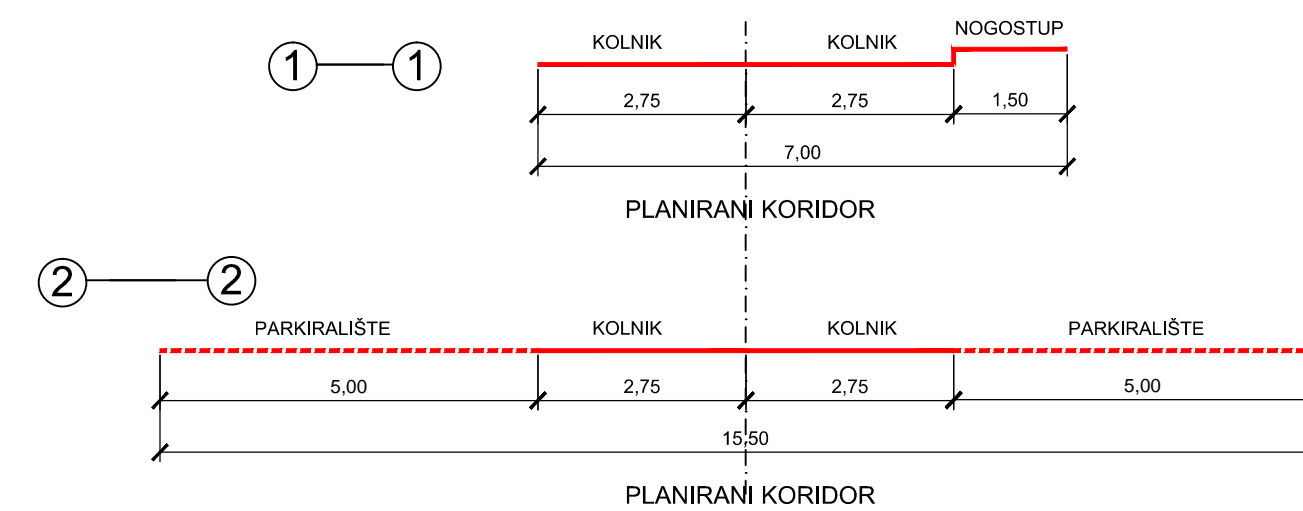 KOLNIK KOLNIK NOGOSTUP
1 1
2,75 2,75 1,50
7,00
PLANIRANI KORIDOR
2 2
PARKIRALIŠTE KOLNIK KOLNIK PARKIRALIŠTE
5,00 2,75 2,75 5,00
15,50
PLANIRANI KORIDOR